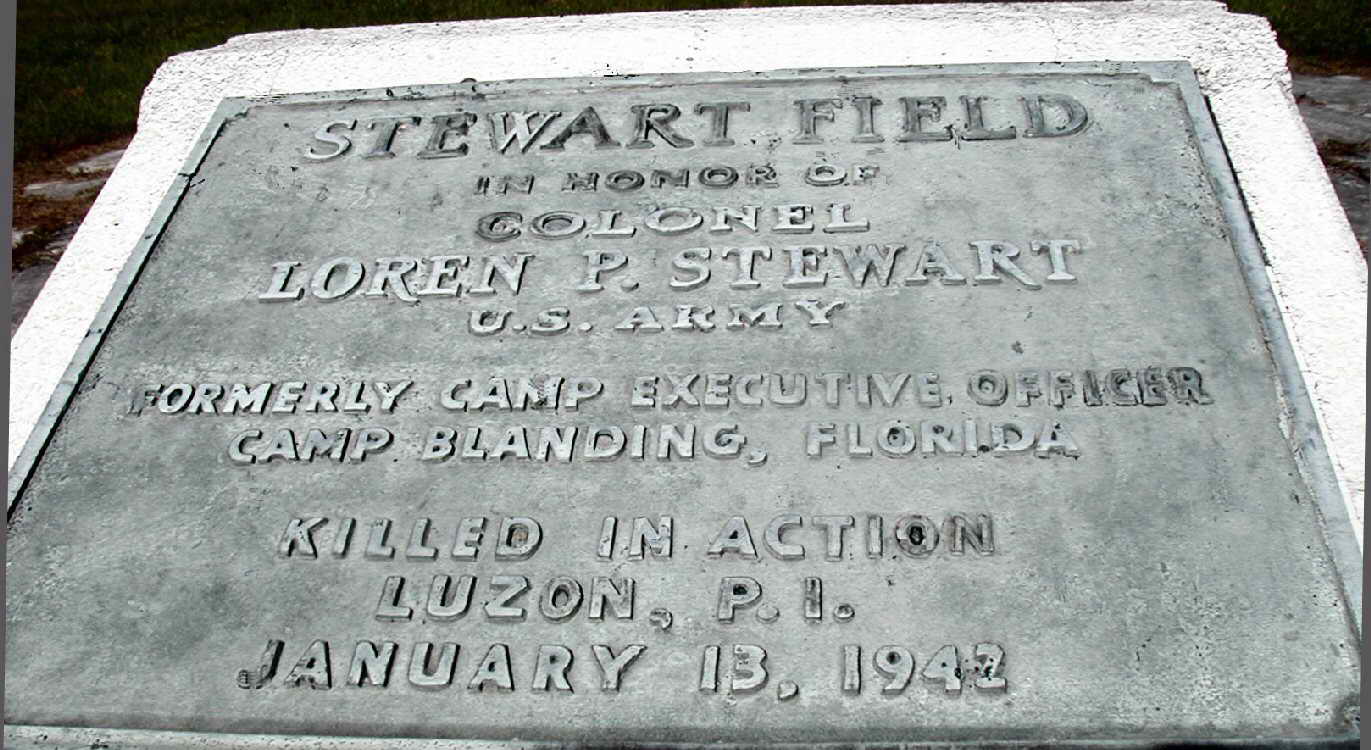 STEWART FIELD
IN HONOR OF
COLONEL
LOREN P. STEWART
U.S. ARMY
FORMERLY CAMP EXECUTIVE OFFICER
CAMP BLANDING, FLORIDA
KILLED IN ACTION
LUZON, P.I.
JANUARY 13, 1942